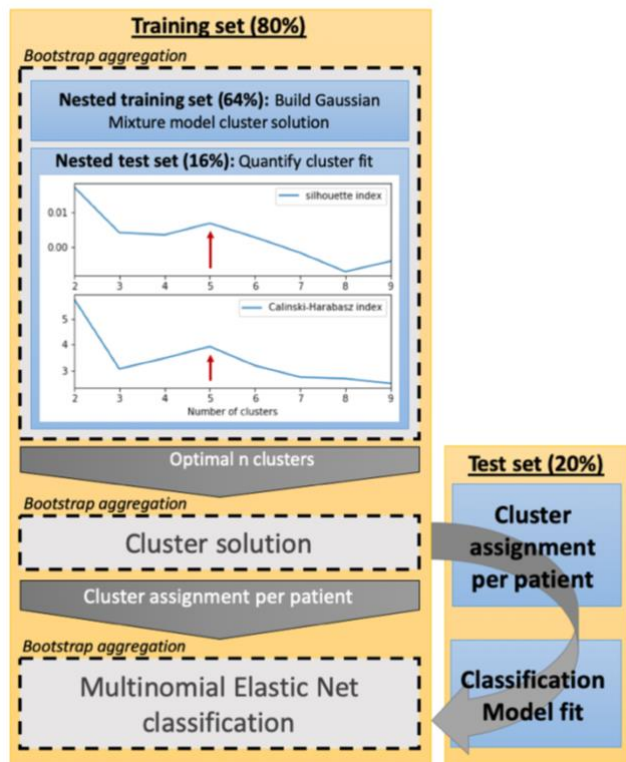 Training set (80%)
Bootstrap aggregation
Nested training set (64%): Build Gaussian
Mixture model cluster solution
Nested test set (16%): Quantify cluster fit
silhouette index
0.01
0.00
2 3 4 5 6 7 8 9
Calinski-Harabasz index
5
4
3
2 3 4 5 6 7 8 9
Number of clusters
Optimal n clusters
Bootstrap aggregation
Cluster solution
Cluster assignment per patient
Bootstrap aggregation
Multinomial Elastic Net
classification
Test set (20%)
Cluster
assignment
per patient
Classification
Model fit